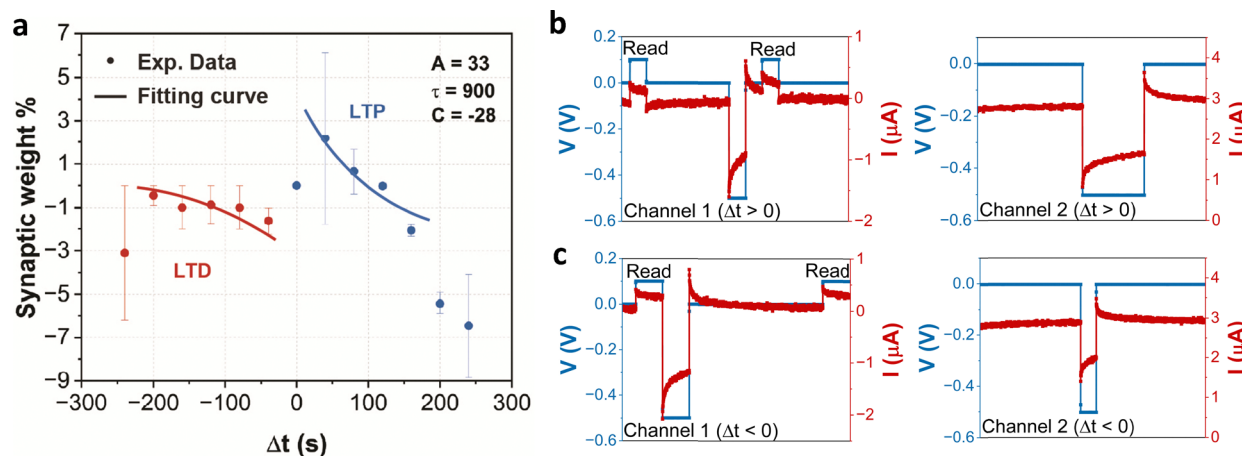 a
Synaptic weight %
7
5
3
1
−1
−3
−5
−7
−9
Exp. Data
Fitting curve
A = 33
τ = 900
C = -28
LTP
LTD
−300 −200 −100 0 100 200 300
Δt (s)
b
V (V)
0.2
0.0
−0.2
−0.4
−0.6
Read
Read
Channel 1 (Δt > 0)
1
0
−1
−2
I (μA)
V (V)
0.0
−0.2
−0.4
−0.6
Channel 2 (Δt > 0)
4
3
2
1
0
I (μA)
c
V (V)
0.2
0.0
−0.2
−0.4
−0.6
Read
Read
Channel 1 (Δt < 0)
1
0
−1
−2
I (μA)
V (V)
0.0
−0.2
−0.4
−0.6
Channel 2 (Δt < 0)
4
3
2
1
0
I (μA)